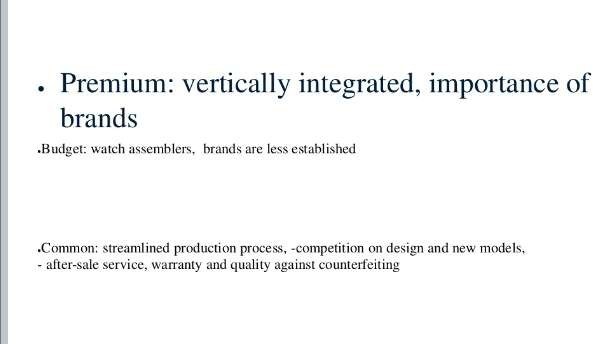 • Premium: vertically integrated, importance of
brands
•Budget: watch assemblers,  brands are less established
•Common: streamlined production process, -competition on design and new models,
- after-sale service, warranty and quality against counterfeiting